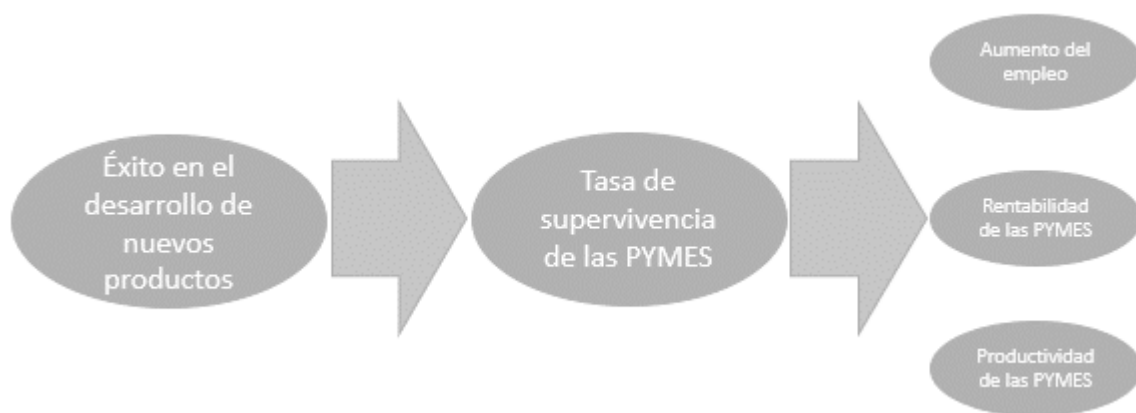 Éxito en el
desarrollo de
nuevos
productos
Tasa de
supervivencia
de las PYMES
Aumento del
empleo
Rentabilidad
de las PYMES
Productividad
de las PYMES